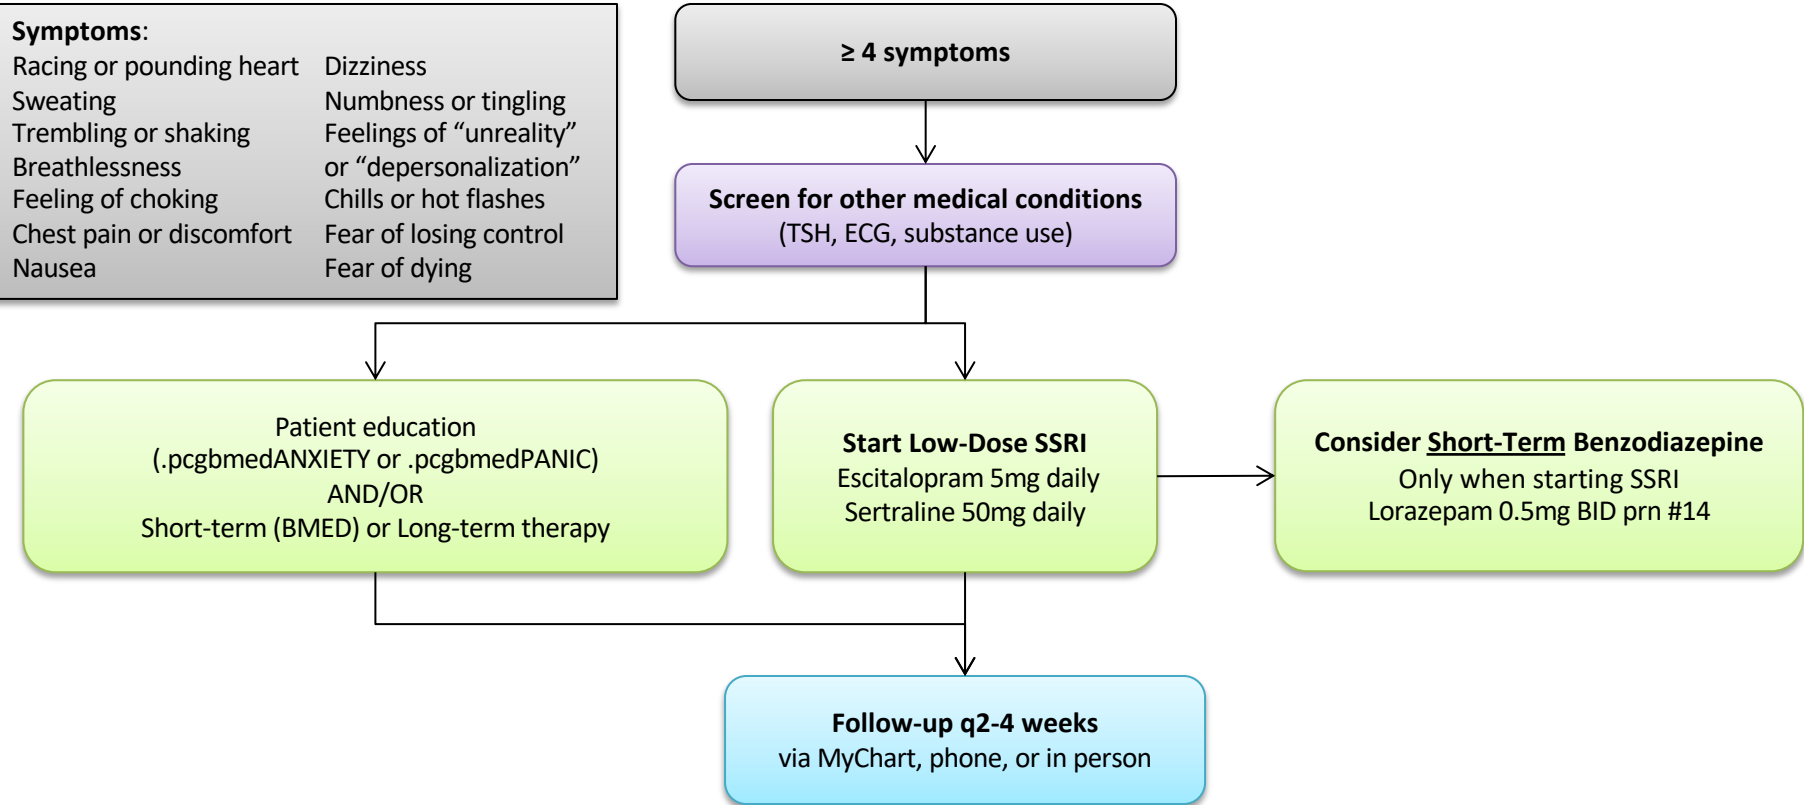 Symptoms:
Racing or pounding heart
Sweating
Trembling or shaking
Breathlessness
Feeling of choking
Chest pain or discomfort
Nausea
Dizziness
Numbness or tingling
Feelings of “unreality”
or “depersonalization”
Chills or hot flashes
Fear of losing control
Fear of dying
≥ 4 symptoms
Screen for other medical conditions
(TSH, ECG, substance use)
Patient education
(.pcgbmedANXIETY or .pcgbmedPANIC)
AND/OR
Short-term (BMED) or Long-term therapy
Start Low-Dose SSRI
Escitalopram 5mg daily
Sertraline 50mg daily
Consider Short-Term Benzodiazepine
Only when starting SSRI
Lorazepam 0.5mg BID prn #14
Follow-up q2-4 weeks
via MyChart, phone, or in person